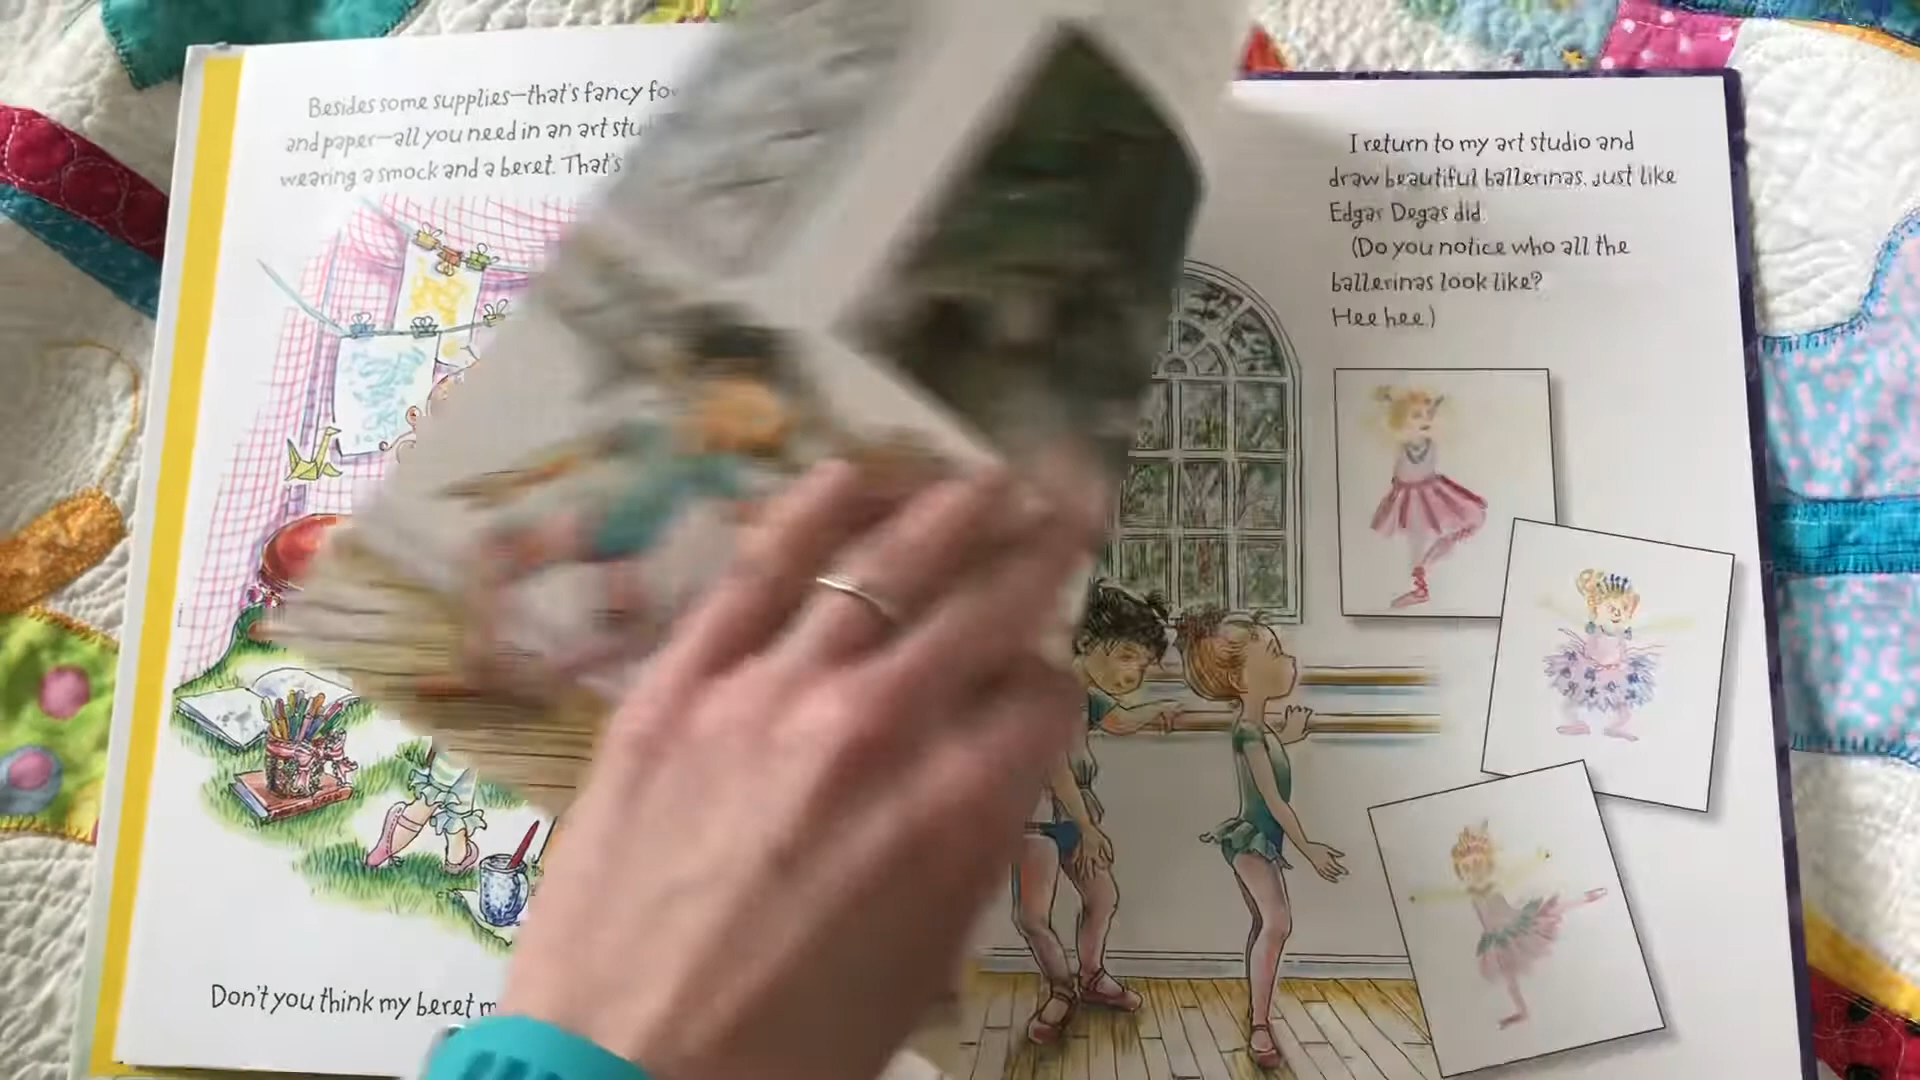 Besides some supplies—that's fancy
and paper—all you need in an art
wearing a smock and a beret. That's
Don't you think my beret
I return to my art studio and
draw beautiful ballerinas, just like
Edgar Degas did.
(Do you notice who all the
ballerinas look like?
Hee hee.)